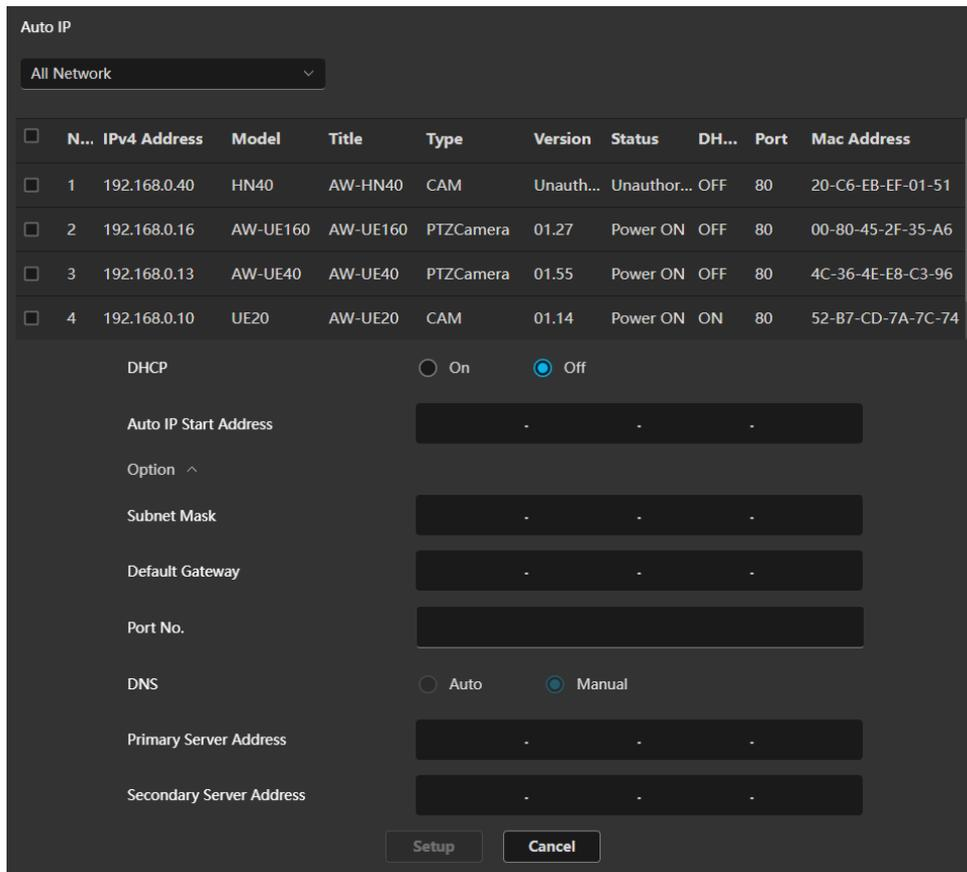 Auto IP
All Network
N... IPv4 Address Model Title Type Version Status DH... Port Mac Address
1 192.168.0.40 HN40 AW-HN40 CAM Unauth... Unauthor... OFF 80 20-C6-EB-EF-01-51
2 192.168.0.16 AW-UE160 AW-UE160 PTZCamera 01.27 Power ON OFF 80 00-80-45-2F-35-A6
3 192.168.0.13 AW-UE40 AW-UE40 PTZCamera 01.55 Power ON OFF 80 4C-36-4E-E8-C3-96
4 192.168.0.10 UE20 AW-UE20 CAM 01.14 Power ON ON 80 52-B7-CD-7A-7C-74
DHCP On Off
Auto IP Start Address . . .
Option
Subnet Mask . . .
Default Gateway . . .
Port No.
DNS Auto Manual
Primary Server Address . . .
Secondary Server Address . . .
Setup Cancel